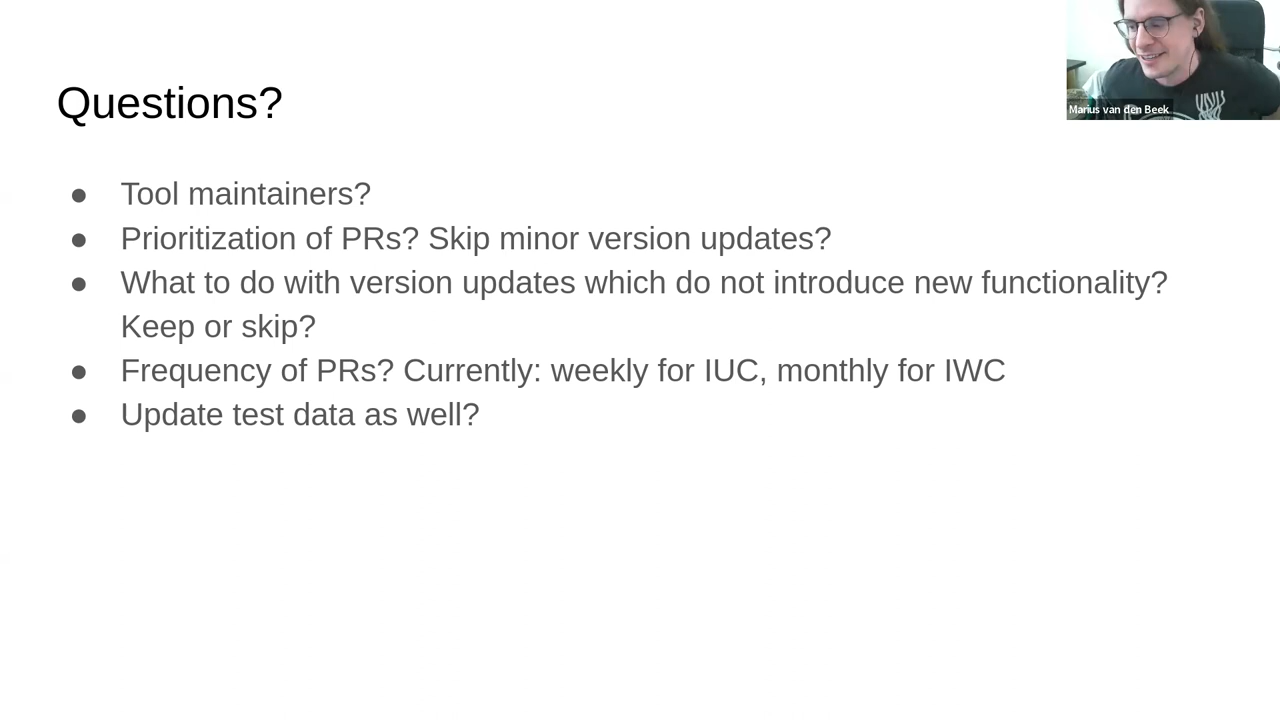 Questions?
Marius van den Beek
● Tool maintainers?
● Prioritization of PRs? Skip minor version updates?
● What to do with version updates which do not introduce new functionality?
Keep or skip?
● Frequency of PRs? Currently: weekly for IUC, monthly for IWC
● Update test data as well?